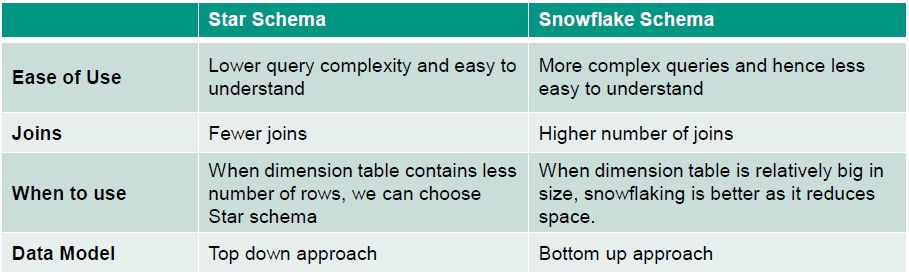 Star Schema Snowflake Schema
Ease of Use
Lower query complexity and easy to
understand
More complex queries and hence less
easy to understand
Joins
Fewer joins
Higher number of joins
When to use
When dimension table contains less
number of rows, we can choose
Star schema
When dimension table is relatively big in
size, snowflaking is better as it reduces
space.
Data Model
Top down approach
Bottom up approach